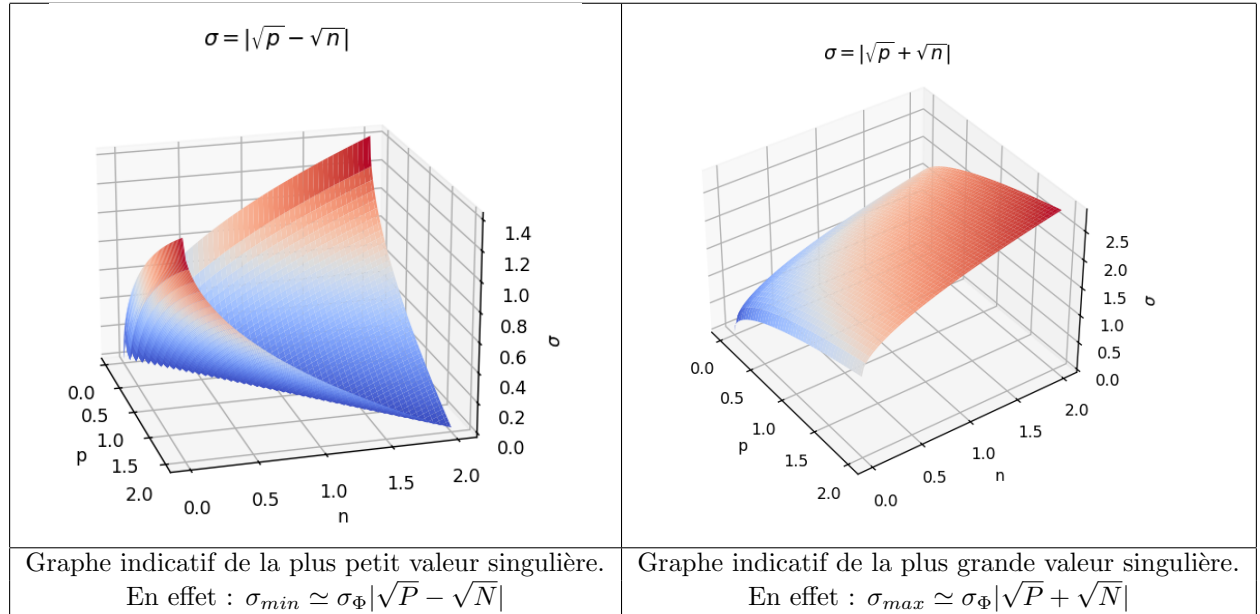 σ = |√p − √n|
1.4
1.2
1.0
0.8
0.6
0.4
0.2
0.0
σ
0.0
0.5
1.0
1.5
2.0
p
0.0
0.5
1.0
1.5
2.0
n
Graphe indicatif de la plus petit valeur singulière.
En effet : σ_min ≃ σ_Φ|√P − √N|
σ = |√p + √n|
2.5
2.0
1.5
1.0
0.5
0.0
σ
0.0
0.5
1.0
1.5
2.0
p
0.0
0.5
1.0
1.5
2.0
n
Graphe indicatif de la plus grande valeur singulière.
En effet : σ_max ≃ σ_Φ|√P + √N|